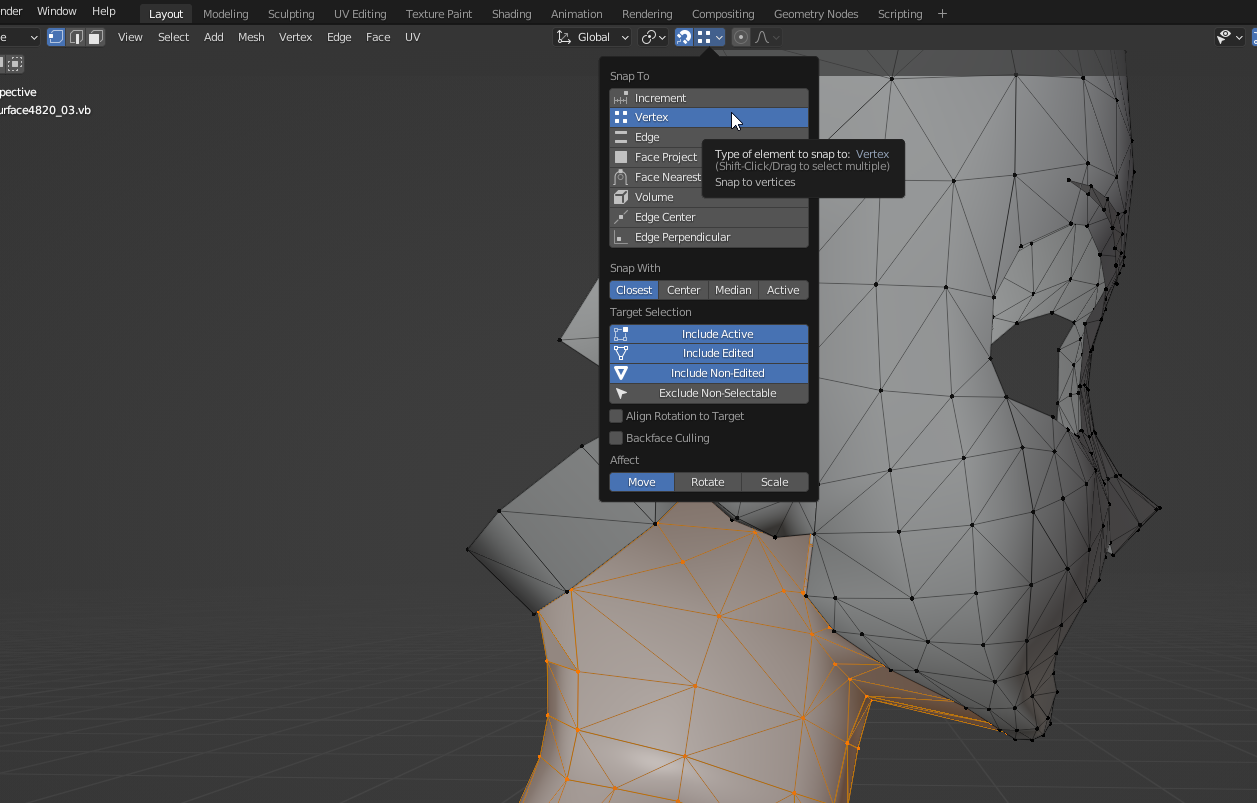 nder Window Help Layout Modeling Sculpting UV Editing Texture Paint Shading Animation Rendering Compositing Geometry Nodes Scripting +
e View Select Add Mesh Vertex Edge Face UV Global
pective
urface4820_03.vb
Snap To
Increment
Vertex
Edge
Face Project
Face Nearest
Volume
Edge Center
Edge Perpendicular
Type of element to snap to: Vertex
(Shift-Click/Drag to select multiple)
Snap to vertices
Snap With
Closest Center Median Active
Target Selection
Include Active
Include Edited
Include Non-Edited
Exclude Non-Selectable
Align Rotation to Target
Backface Culling
Affect
Move Rotate Scale